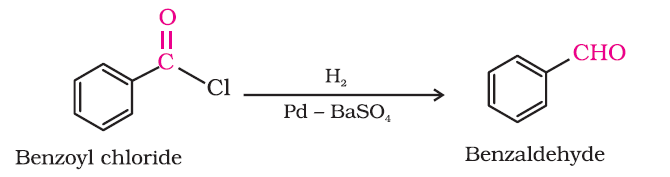 O
C
Cl
H₂
Pd – BaSO₄
CHO
Benzoyl chloride
Benzaldehyde